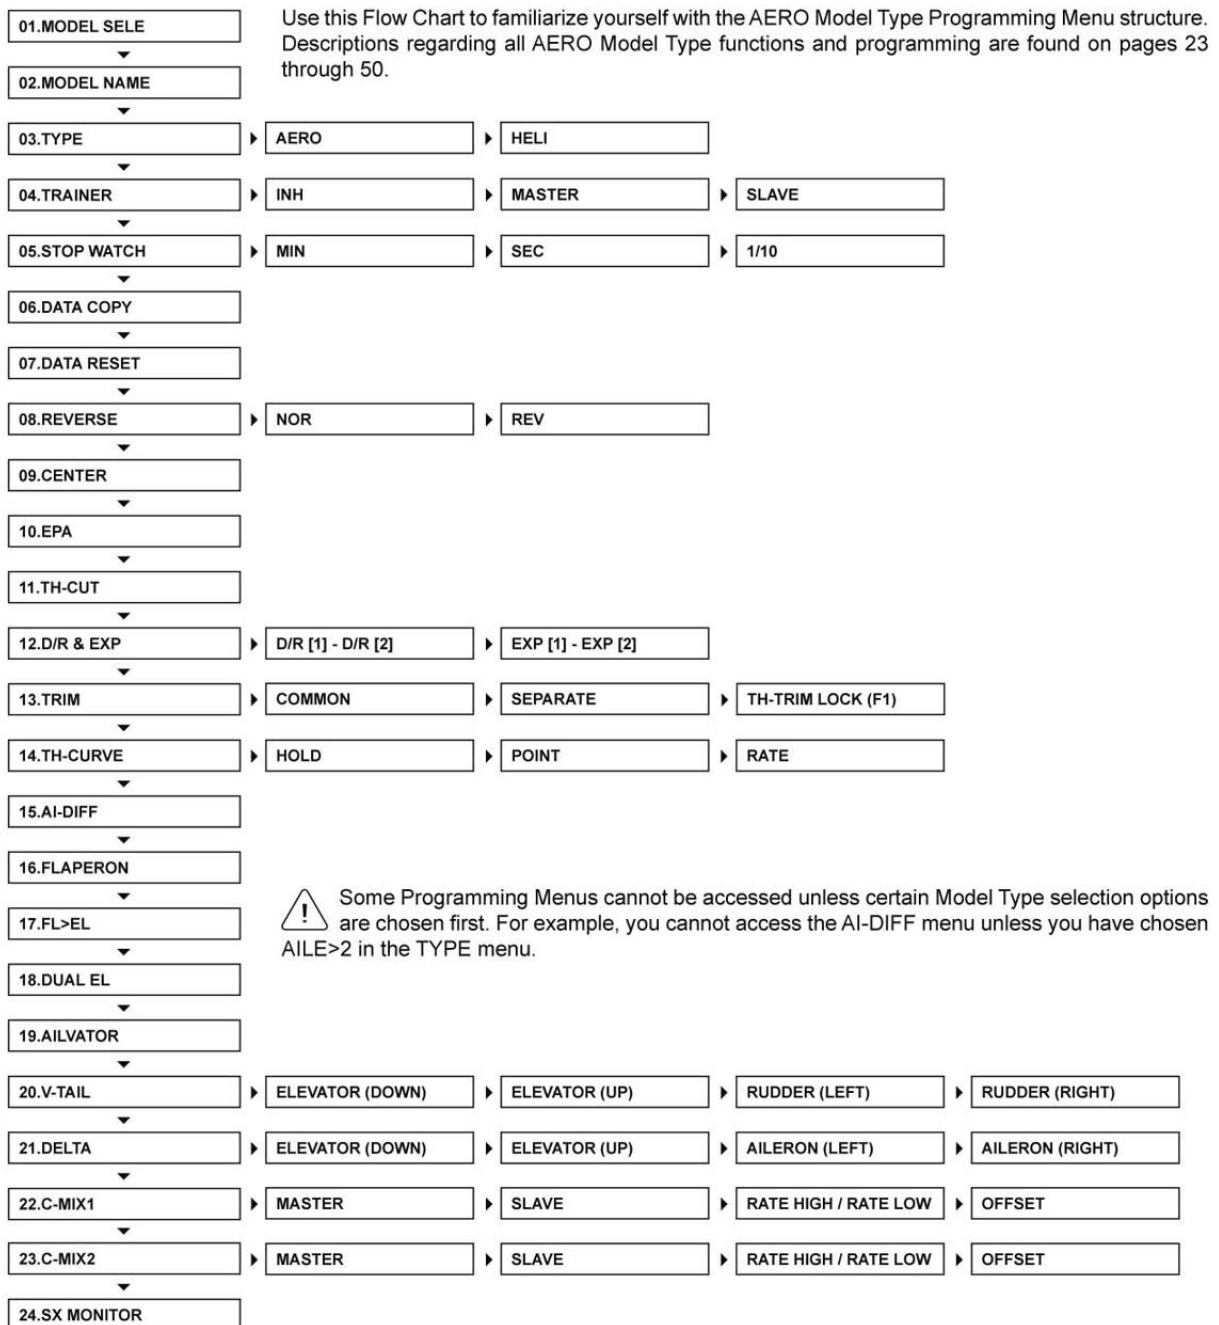 01.MODEL SELE
Use this Flow Chart to familiarize yourself with the AERO Model Type Programming Menu structure.
Descriptions regarding all AERO Model Type functions and programming are found on pages 23
through 50.
02.MODEL NAME
03.TYPE AERO HELI
04.TRAINER INH MASTER SLAVE
05.STOP WATCH MIN SEC 1/10
06.DATA COPY
07.DATA RESET
08.REVERSE NOR REV
09.CENTER
10.EPA
11.TH-CUT
12.D/R & EXP D/R [1] - D/R [2] EXP [1] - EXP [2]
13.TRIM COMMON SEPARATE TH-TRIM LOCK (F1)
14.TH-CURVE HOLD POINT RATE
15.AI-DIFF
16.FLAPERON
17.FL>EL
! Some Programming Menus cannot be accessed unless certain Model Type selection options
are chosen first. For example, you cannot access the AI-DIFF menu unless you have chosen
AILE>2 in the TYPE menu.
18.DUAL EL
19.AILVATOR
20.V-TAIL ELEVATOR (DOWN) ELEVATOR (UP) RUDDER (LEFT) RUDDER (RIGHT)
21.DELTA ELEVATOR (DOWN) ELEVATOR (UP) AILERON (LEFT) AILERON (RIGHT)
22.C-MIX1 MASTER SLAVE RATE HIGH / RATE LOW OFFSET
23.C-MIX2 MASTER SLAVE RATE HIGH / RATE LOW OFFSET
24.SX MONITOR